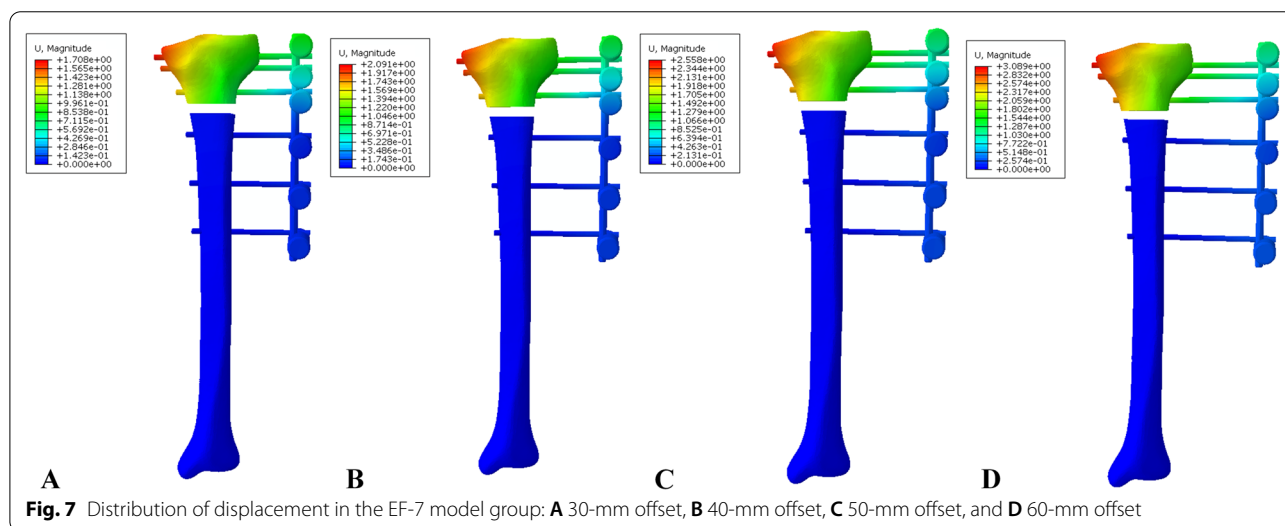 U, Magnitude
+1.708e+00
+1.565e+00
+1.423e+00
+1.281e+00
+1.138e+00
+9.961e-01
+8.538e-01
+7.115e-01
+5.692e-01
+4.269e-01
+2.846e-01
+1.423e-01
+0.000e+00
U, Magnitude
+2.091e+00
+1.917e+00
+1.743e+00
+1.569e+00
+1.394e+00
+1.220e+00
+1.046e+00
+8.714e-01
+6.971e-01
+5.228e-01
+3.486e-01
+1.743e-01
+0.000e+00
U, Magnitude
+2.558e+00
+2.344e+00
+2.131e+00
+1.918e+00
+1.705e+00
+1.492e+00
+1.279e+00
+1.066e+00
+8.525e-01
+6.394e-01
+4.263e-01
+2.131e-01
+0.000e+00
U, Magnitude
+3.089e+00
+2.832e+00
+2.574e+00
+2.317e+00
+2.059e+00
+1.802e+00
+1.544e+00
+1.287e+00
+1.030e+00
+7.722e-01
+5.148e-01
+2.574e-01
+0.000e+00
A
B
C
D
Fig. 7 Distribution of displacement in the EF-7 model group: A 30-mm offset, B 40-mm offset, C 50-mm offset, and D 60-mm offset